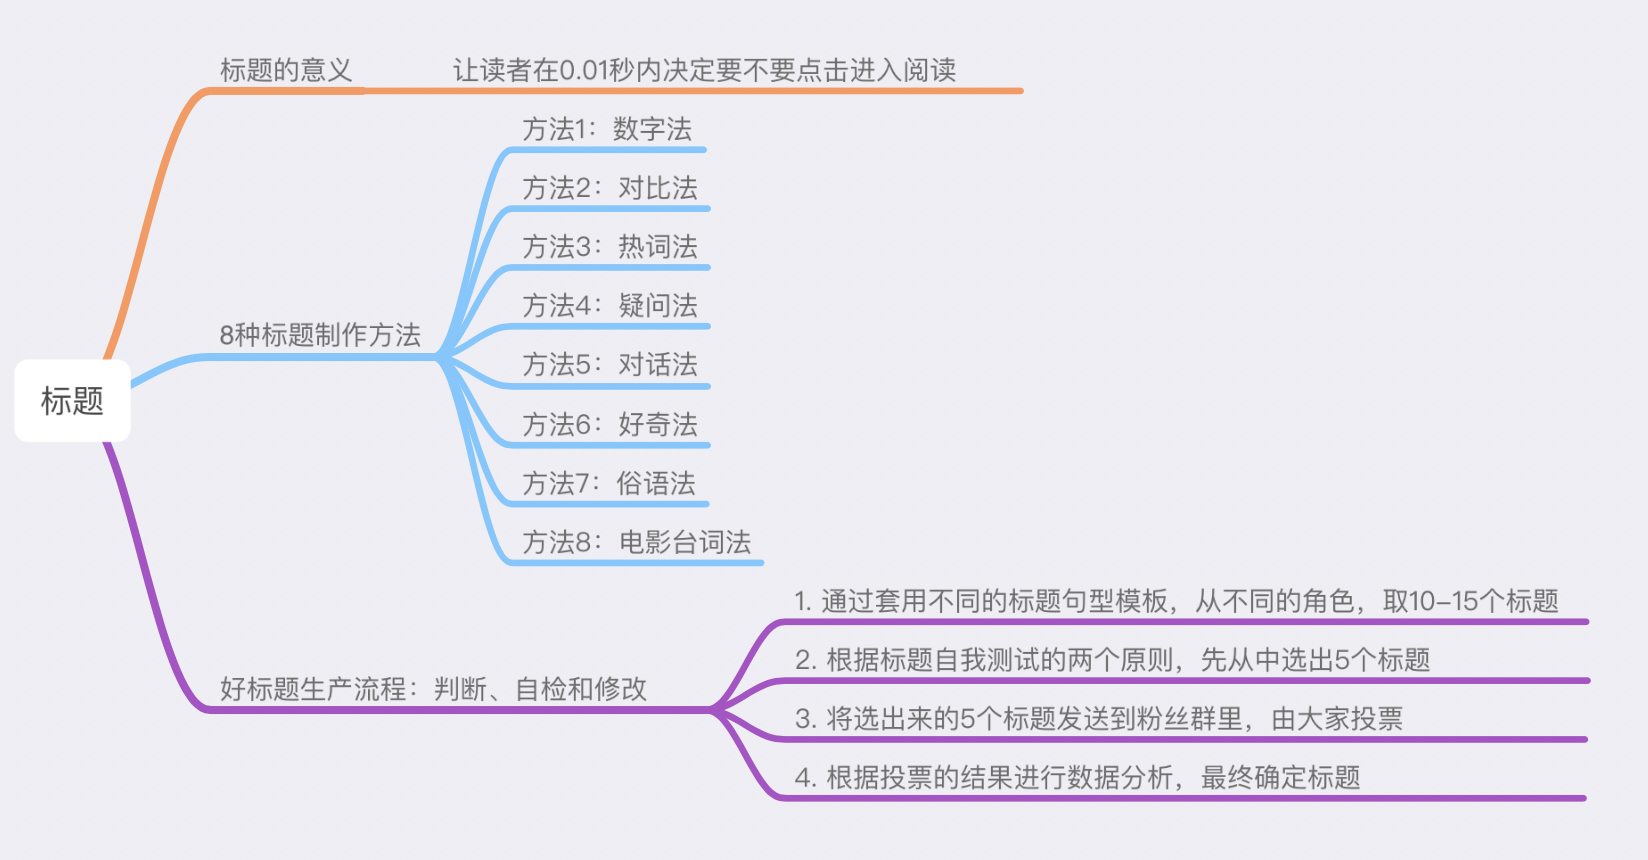 标题的意义
让读者在0.01秒内决定要不要点击进入阅读
方法1：数字法
方法2：对比法
方法3：热词法
方法4：疑问法
8种标题制作方法
方法5：对话法
标题
方法6：好奇法
方法7：俗语法
方法8：电影台词法
1. 通过套用不同的标题句型模板，从不同的角色，取10-15个标题
2. 根据标题自我测试的两个原则，先从中选出5个标题
好标题生产流程：判断、自检和修改
3. 将选出来的5个标题发送到粉丝群里，由大家投票
4. 根据投票的结果进行数据分析，最终确定标题